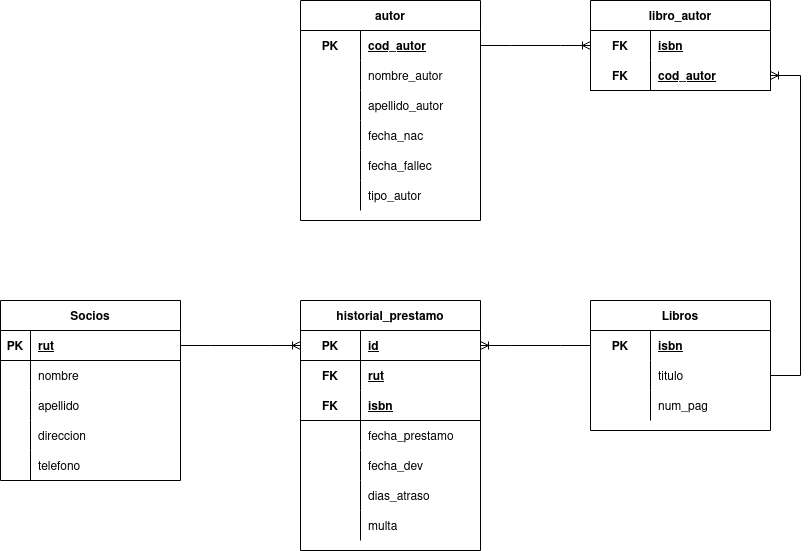 autor
PK cod_autor
nombre_autor
apellido_autor
fecha_nac
fecha_fallec
tipo_autor
libro_autor
FK isbn
FK cod_autor
Socios
PK rut
nombre
apellido
direccion
telefono
historial_prestamo
PK id
FK rut
FK isbn
fecha_prestamo
fecha_dev
dias_atraso
multa
Libros
PK isbn
titulo
num_pag